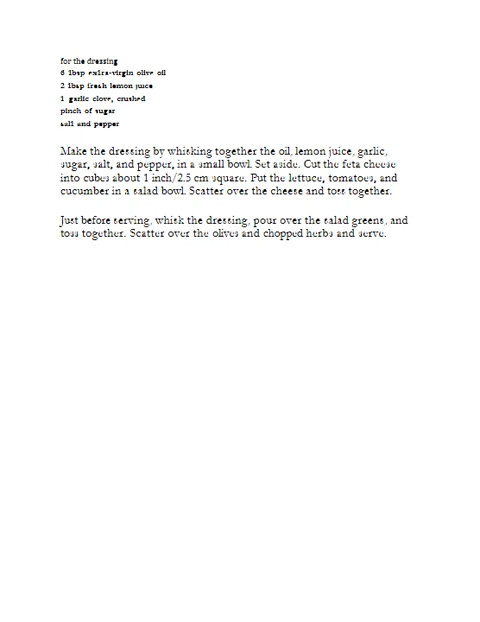 for the dressing
6 tbsp extra-virgin olive oil
2 tbsp fresh lemon juice
1 garlic clove, crushed
pinch of sugar
salt and pepper
Make the dressing by whisking together the oil, lemon juice, garlic,
sugar, salt, and pepper, in a small bowl. Set aside. Cut the feta cheese
into cubes about 1 inch/2.5 cm square. Put the lettuce, tomatoes, and
cucumber in a salad bowl. Scatter over the cheese and toss together.
Just before serving, whisk the dressing, pour over the salad greens, and
toss together. Scatter over the olives and chopped herbs and serve.